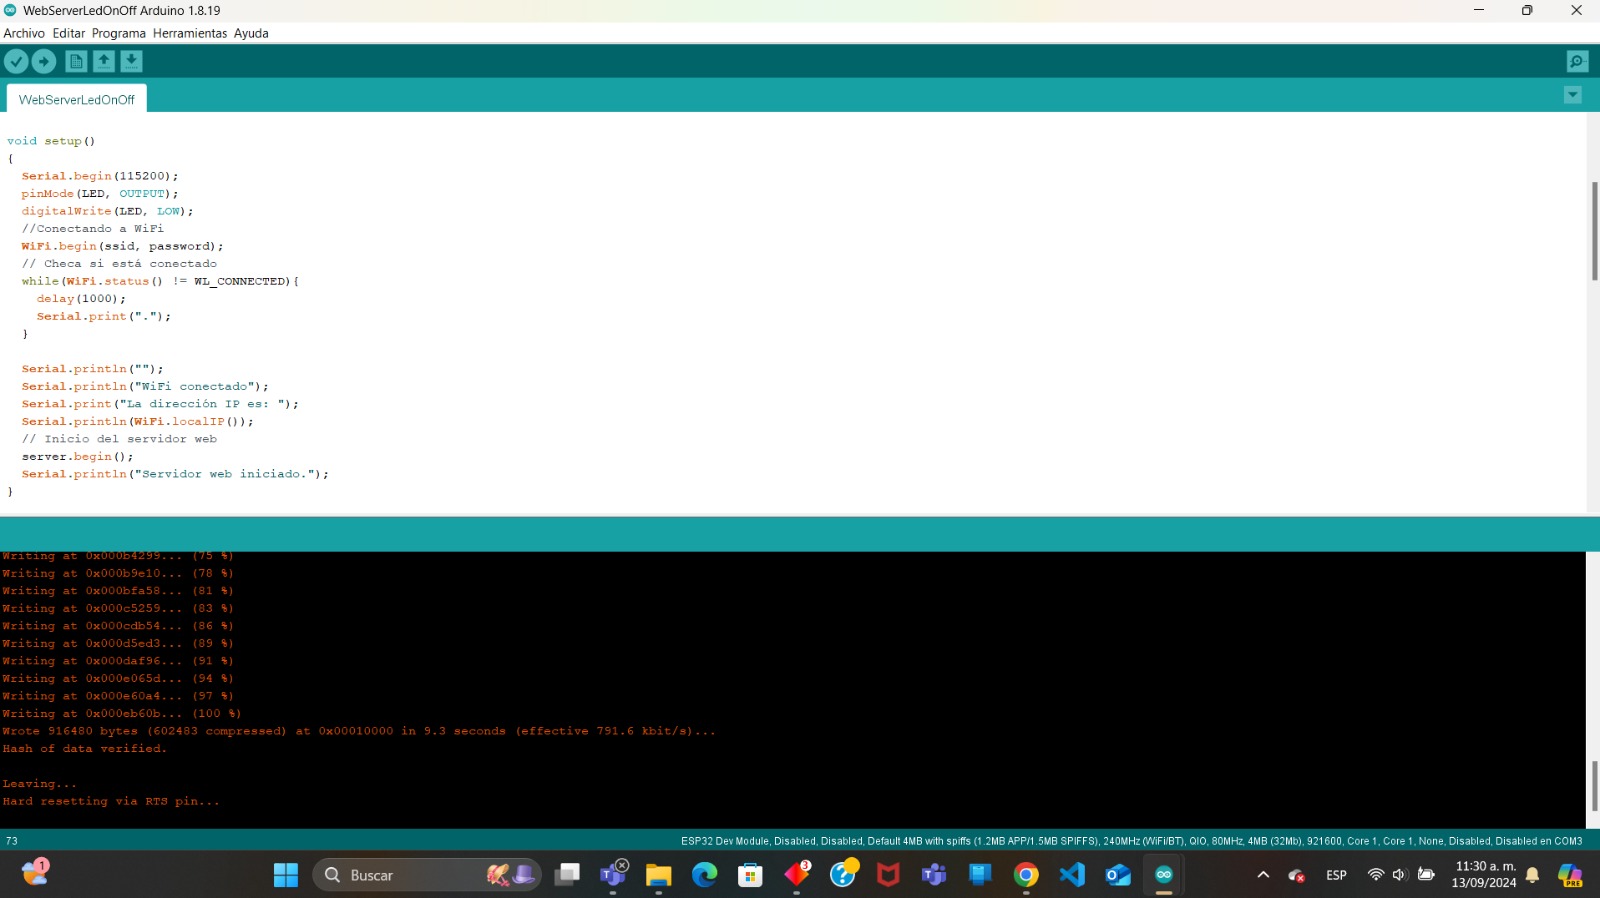 WebServerLedOnOff Arduino 1.8.19
Archivo Editar Programa Herramientas Ayuda
WebServerLedOnOff
void setup()
{
  Serial.begin(115200);
  pinMode(LED, OUTPUT);
  digitalWrite(LED, LOW);
  //Conectando a WiFi
  WiFi.begin(ssid, password);
  // Checa si está conectado
  while(WiFi.status() != WL_CONNECTED){
    delay(1000);
    Serial.print(".");
  }
  Serial.println("");
  Serial.println("WiFi conectado");
  Serial.print("La dirección IP es: ");
  Serial.println(WiFi.localIP());
  // Inicio del servidor web
  server.begin();
  Serial.println("Servidor web iniciado.");
}
Writing at 0x000b4299... (75 %)
Writing at 0x000b9e10... (78 %)
Writing at 0x000bfa58... (81 %)
Writing at 0x000c5259... (83 %)
Writing at 0x000cdb54... (86 %)
Writing at 0x000d5ed3... (89 %)
Writing at 0x000daf96... (91 %)
Writing at 0x000e065d... (94 %)
Writing at 0x000e60a4... (97 %)
Writing at 0x000eb60b... (100 %)
Wrote 916480 bytes (602483 compressed) at 0x00010000 in 9.3 seconds (effective 791.6 kbit/s)...
Hash of data verified.
Leaving...
Hard resetting via RTS pin...
73
ESP32 Dev Module, Disabled, Disabled, Default 4MB with spiffs (1.2MB APP/1.5MB SPIFFS), 240MHz (WiFi/BT), QIO, 80MHz, 4MB (32Mb), 921600, Core 1, Core 1, None, Disabled, Disabled en COM3
1
Buscar
3
ESP
11:30 a. m.
13/09/2024
PRE